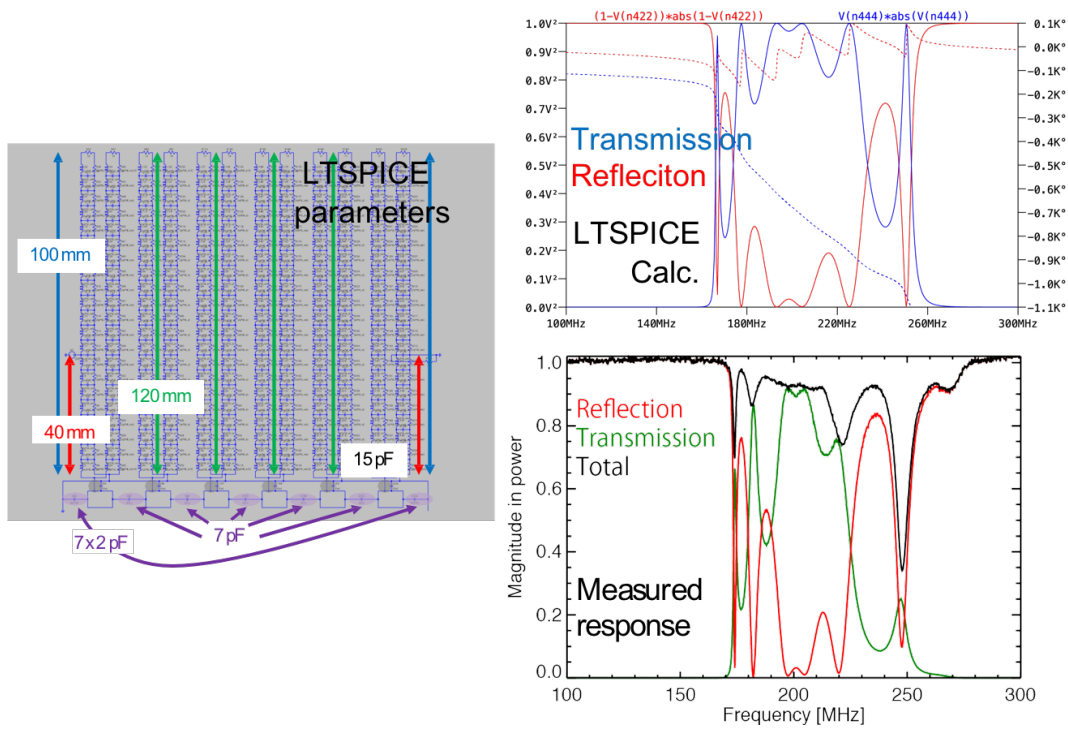 LTSPICE
parameters
100 mm
120 mm
40 mm
15 pF
7x2 pF
7 pF
(1-V(n422))*abs(1-V(n422))
V(n444)*abs(V(n444))
1.0V²
0.9V²
0.8V²
0.7V²
0.6V²
0.5V²
0.4V²
0.3V²
0.2V²
0.1V²
0.0V²
0.1K°
0.0K°
-0.1K°
-0.2K°
-0.3K°
-0.4K°
-0.5K°
-0.6K°
-0.7K°
-0.8K°
-0.9K°
-1.0K°
-1.1K°
Transmission
Refleciton
LTSPICE
Calc.
100MHz
140MHz
180MHz
220MHz
260MHz
300MHz
Magnitude in power
1.0
0.8
0.6
0.4
0.2
0.0
Reflection
Transmission
Total
Measured
response
100
150
200
250
300
Frequency [MHz]